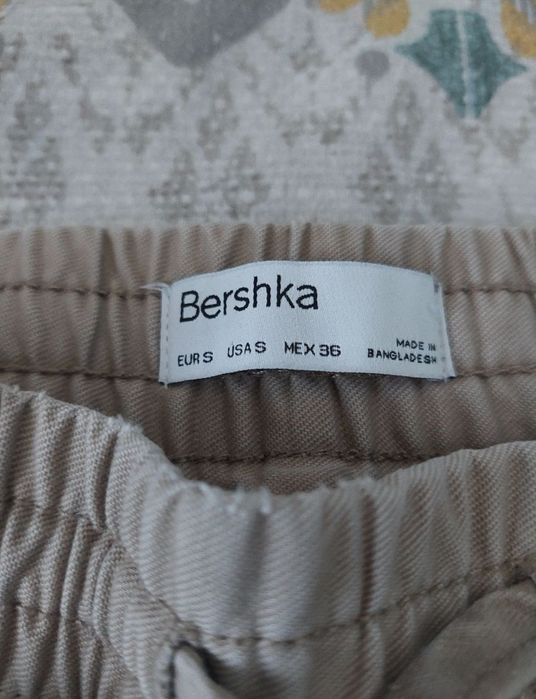 Bershka
EUR S USA S MEX 36 MADE IN
BANGLADESH